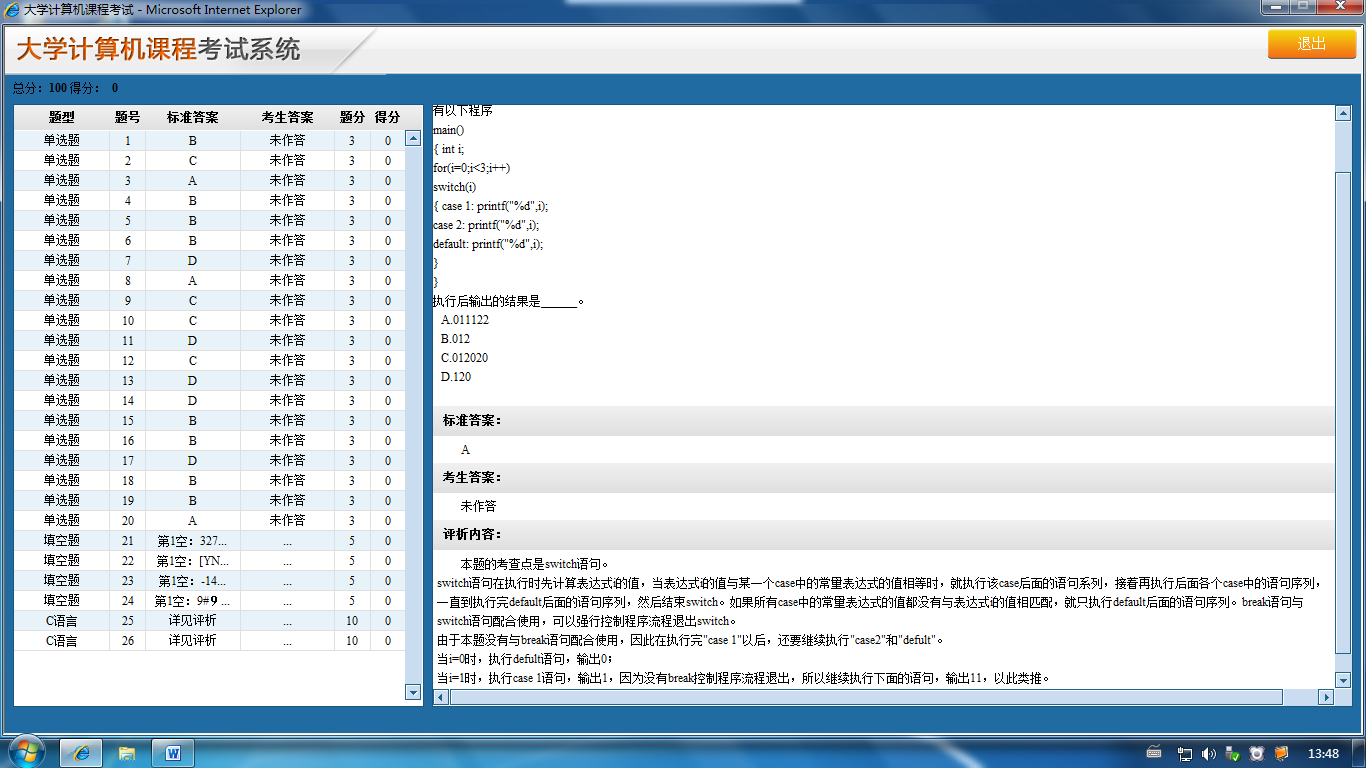 大学计算机课程考试 - Microsoft Internet Explorer
大学计算机课程考试系统
退出
总分：100 得分： 0
题型 题号 标准答案 考生答案 题分 得分
单选题 1 B 未作答 3 0
单选题 2 C 未作答 3 0
单选题 3 A 未作答 3 0
单选题 4 B 未作答 3 0
单选题 5 B 未作答 3 0
单选题 6 B 未作答 3 0
单选题 7 D 未作答 3 0
单选题 8 A 未作答 3 0
单选题 9 C 未作答 3 0
单选题 10 C 未作答 3 0
单选题 11 D 未作答 3 0
单选题 12 C 未作答 3 0
单选题 13 D 未作答 3 0
单选题 14 D 未作答 3 0
单选题 15 B 未作答 3 0
单选题 16 B 未作答 3 0
单选题 17 D 未作答 3 0
单选题 18 B 未作答 3 0
单选题 19 B 未作答 3 0
单选题 20 A 未作答 3 0
填空题 21 第1空：327... ... 5 0
填空题 22 第1空：[YN... ... 5 0
填空题 23 第1空：-14... ... 5 0
填空题 24 第1空：9#9 ... ... 5 0
C语言 25 详见评析 ... 10 0
C语言 26 详见评析 ... 10 0
有以下程序
main()
{ int i;
for(i=0;i<3;i++)
switch(i)
{ case 1: printf("%d",i);
case 2: printf("%d",i);
default: printf("%d",i);
}
}
执行后输出的结果是______。
A.011122
B.012
C.012020
D.120
标准答案：
A
考生答案：
未作答
评析内容：
本题的考查点是switch语句。
switch语句在执行时先计算表达式i的值，当表达式i的值与某一个case中的常量表达式的值相等时，就执行该case后面的语句系列，接着再执行后面各个case中的语句序列，
一直到执行完default后面的语句序列，然后结束switch。如果所有case中的常量表达式的值都没有与表达式i的值相匹配，就只执行default后面的语句序列。break语句与
switch语句配合使用，可以强行控制程序流程退出switch。
由于本题没有与break语句配合使用，因此在执行完"case 1"以后，还要继续执行"case2"和"defult"。
当i=0时，执行defult语句，输出0；
当i=1时，执行case 1语句，输出1，因为没有break控制程序流程退出，所以继续执行下面的语句，输出11，以此类推。
13:48